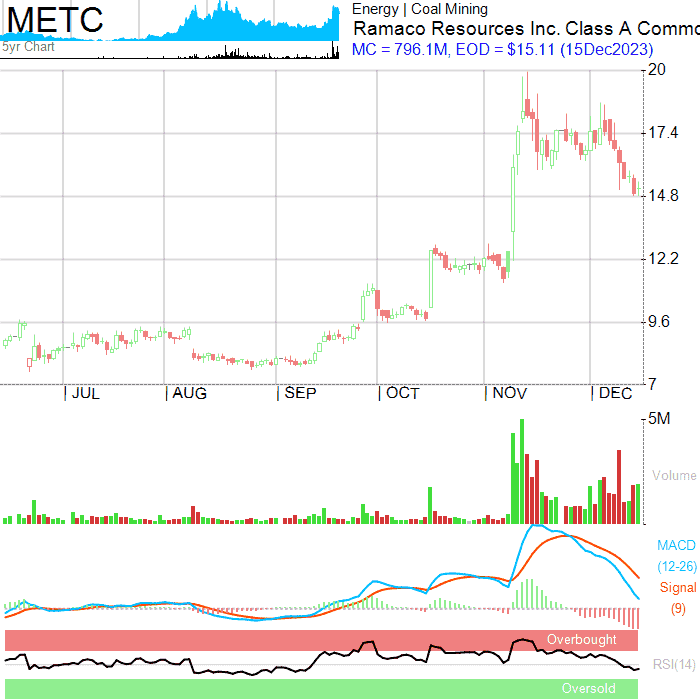 METC
5yr Chart
Energy | Coal Mining
Ramaco Resources Inc. Class A Commo
MC = 796.1M, EOD = $15.11 (15Dec2023)
20
17.4
14.8
12.2
9.6
7
| JUL | AUG | SEP | OCT | NOV | DEC
5M
Volume
MACD
(12-26)
Signal
(9)
Overbought
RSI(14)
Oversold